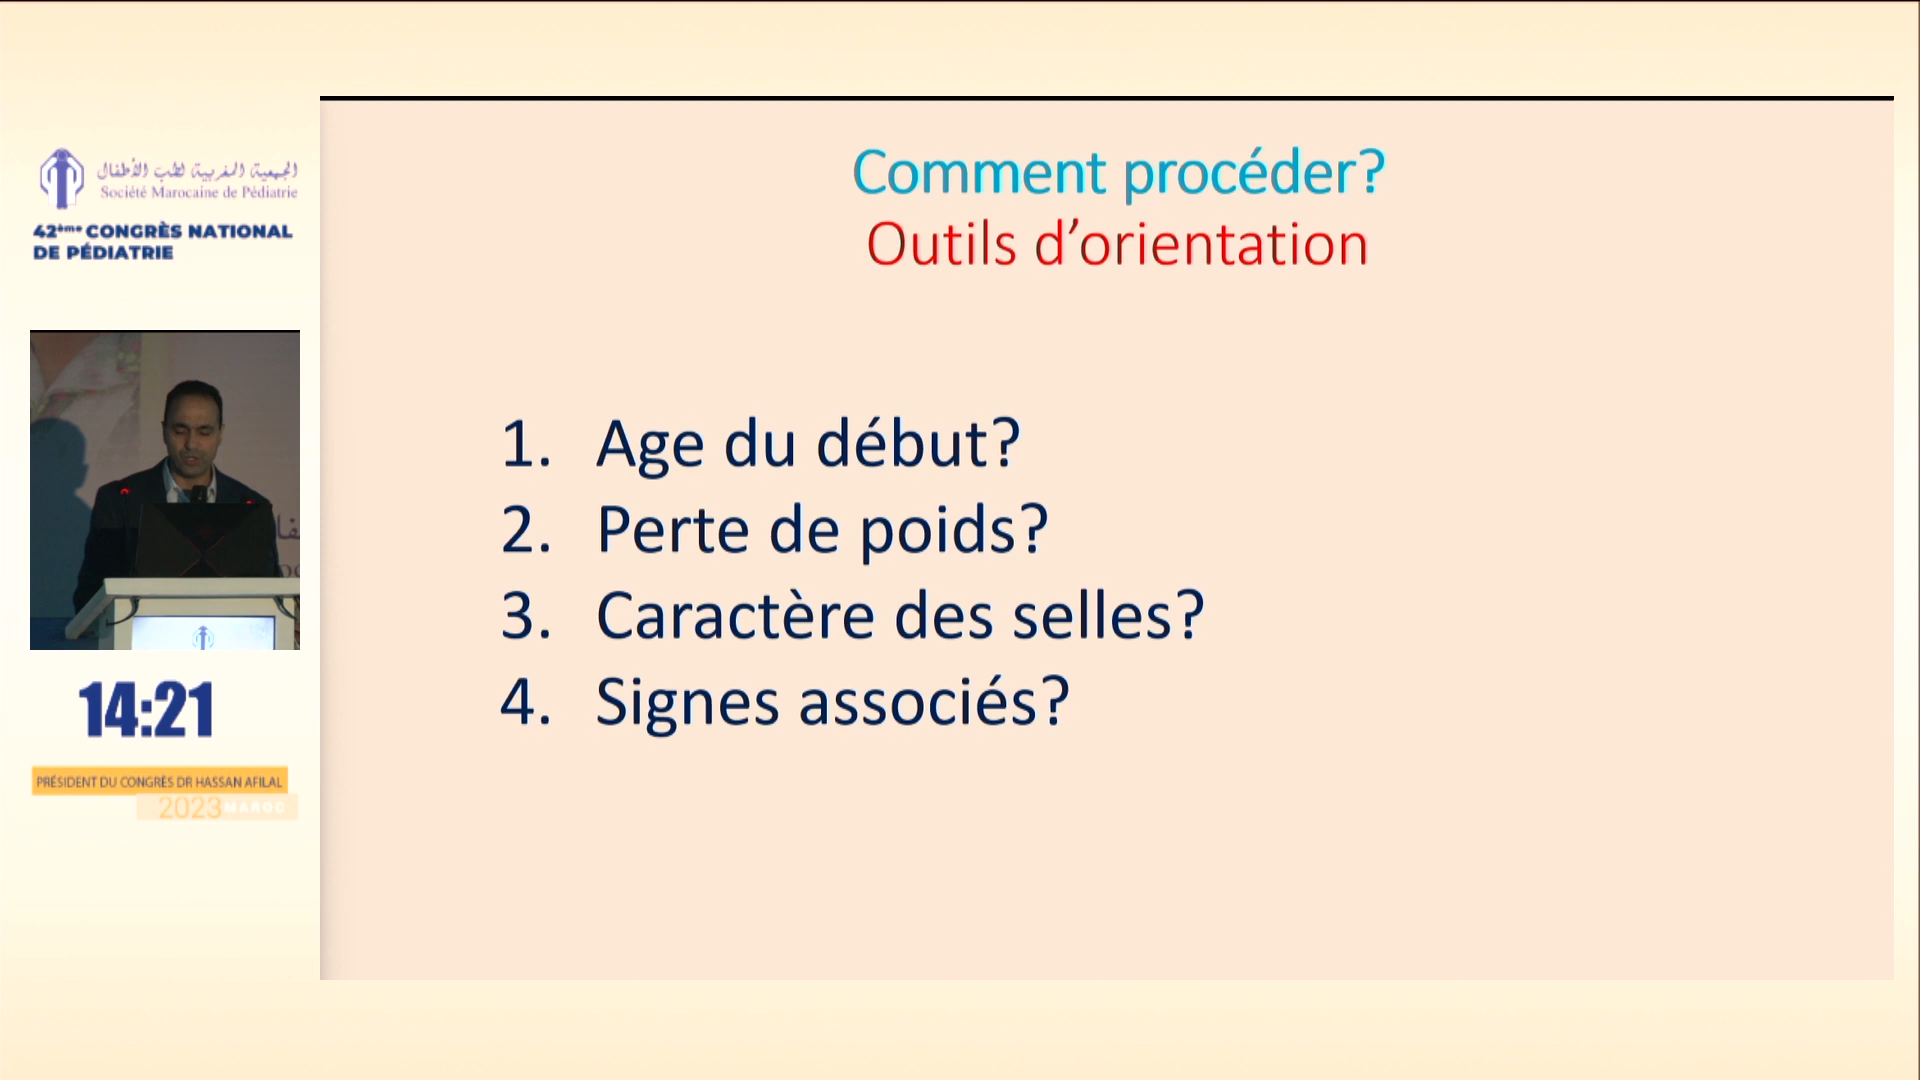 الجمعية المغربية لطب الأطفال
Société Marocaine de Pédiatrie
42ème CONGRÈS NATIONAL
DE PÉDIATRIE
14:21
PRÉSIDENT DU CONGRÈS DR HASSAN AFILAL
2023 MAROC
Comment procéder?
Outils d’orientation
1. Age du début?
2. Perte de poids?
3. Caractère des selles?
4. Signes associés?